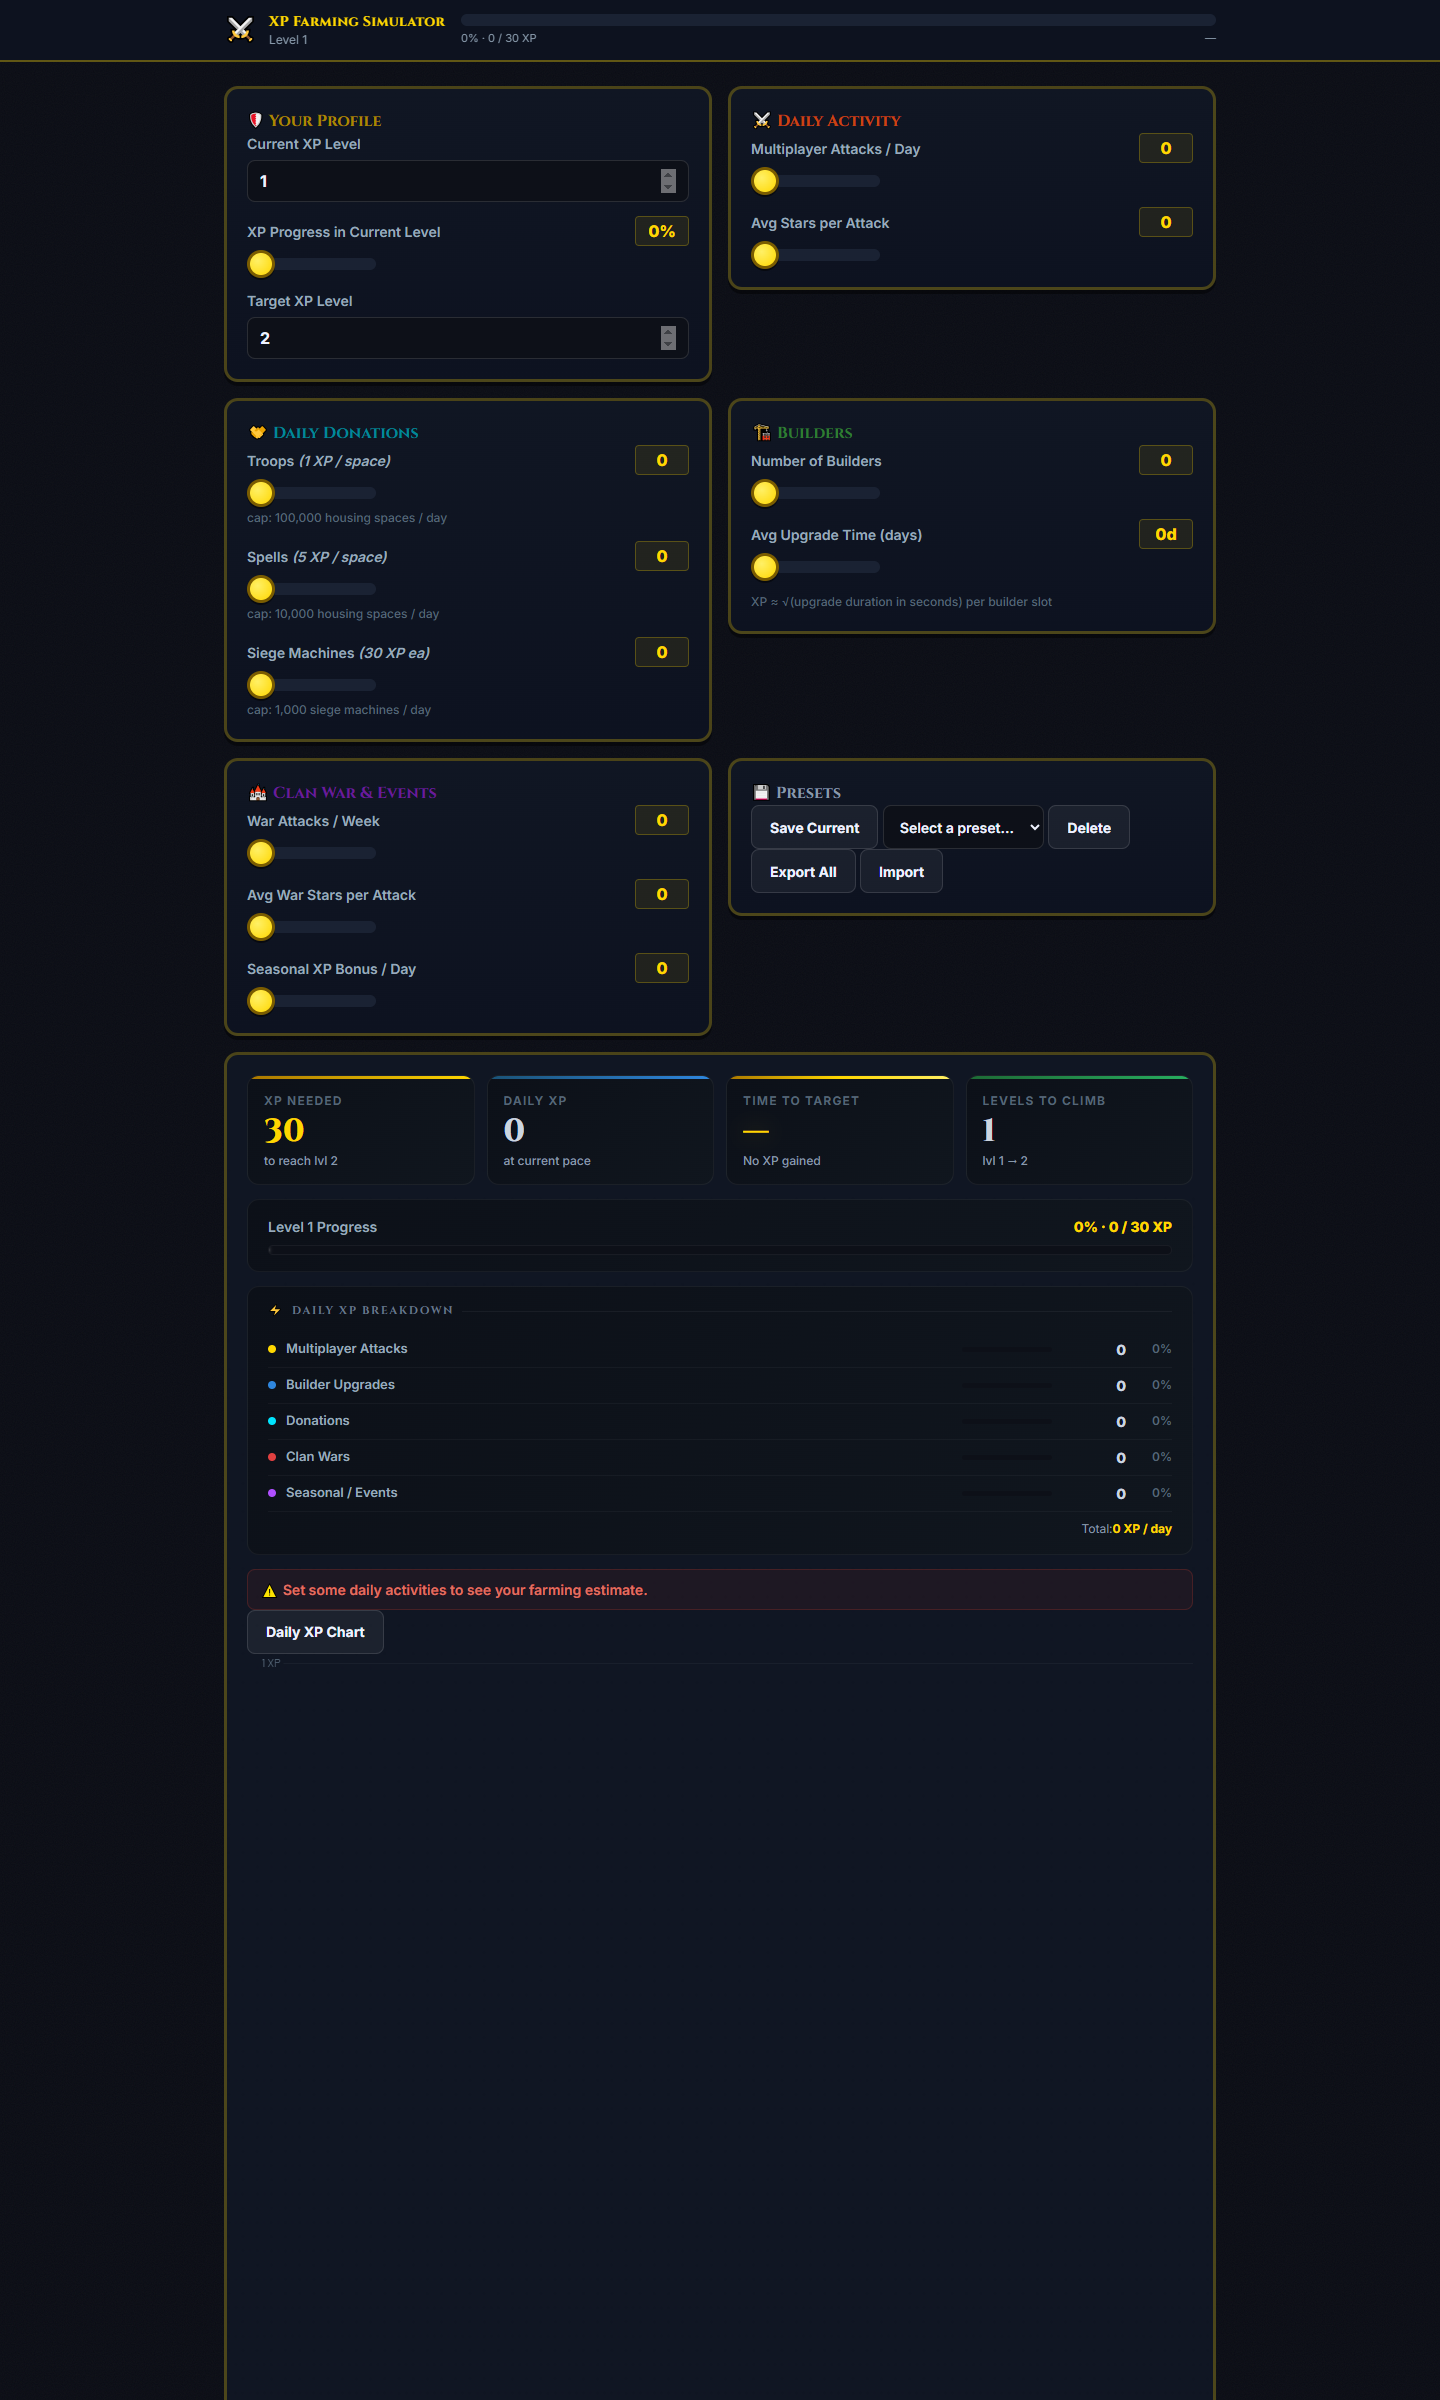 XP Farming Simulator
Level 1
0% · 0 / 30 XP
—
Your Profile
Current XP Level
1
XP Progress in Current Level
0%
Target XP Level
2
Daily Activity
Multiplayer Attacks / Day
0
Avg Stars per Attack
0
Daily Donations
Troops (1 XP / space)
0
cap: 100,000 housing spaces / day
Spells (5 XP / space)
0
cap: 10,000 housing spaces / day
Siege Machines (30 XP ea)
0
cap: 1,000 siege machines / day
Builders
Number of Builders
0
Avg Upgrade Time (days)
0d
XP ≈ √(upgrade duration in seconds) per builder slot
Clan War & Events
War Attacks / Week
0
Avg War Stars per Attack
0
Seasonal XP Bonus / Day
0
Presets
Save Current
Select a preset...
Delete
Export All
Import
XP NEEDED
30
to reach lvl 2
DAILY XP
0
at current pace
TIME TO TARGET
—
No XP gained
LEVELS TO CLIMB
1
lvl 1 → 2
Level 1 Progress
0% · 0 / 30 XP
DAILY XP BREAKDOWN
Multiplayer Attacks 0 0%
Builder Upgrades 0 0%
Donations 0 0%
Clan Wars 0 0%
Seasonal / Events 0 0%
Total:0 XP / day
Set some daily activities to see your farming estimate.
Daily XP Chart
1 XP